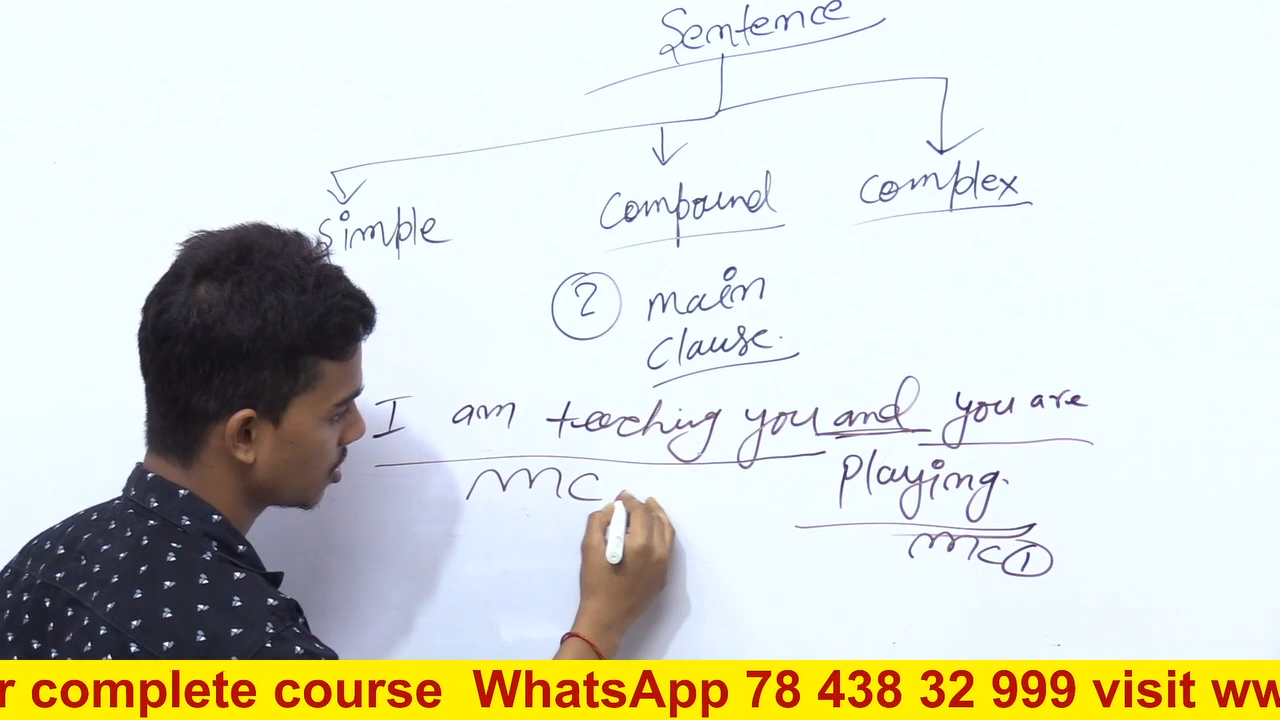 Sentence
Simple
Compound
Complex
2 main
clause.
I am teaching you and you are
Playing.
MC
MC 1
r complete course WhatsApp 78 438 32 999 visit ww